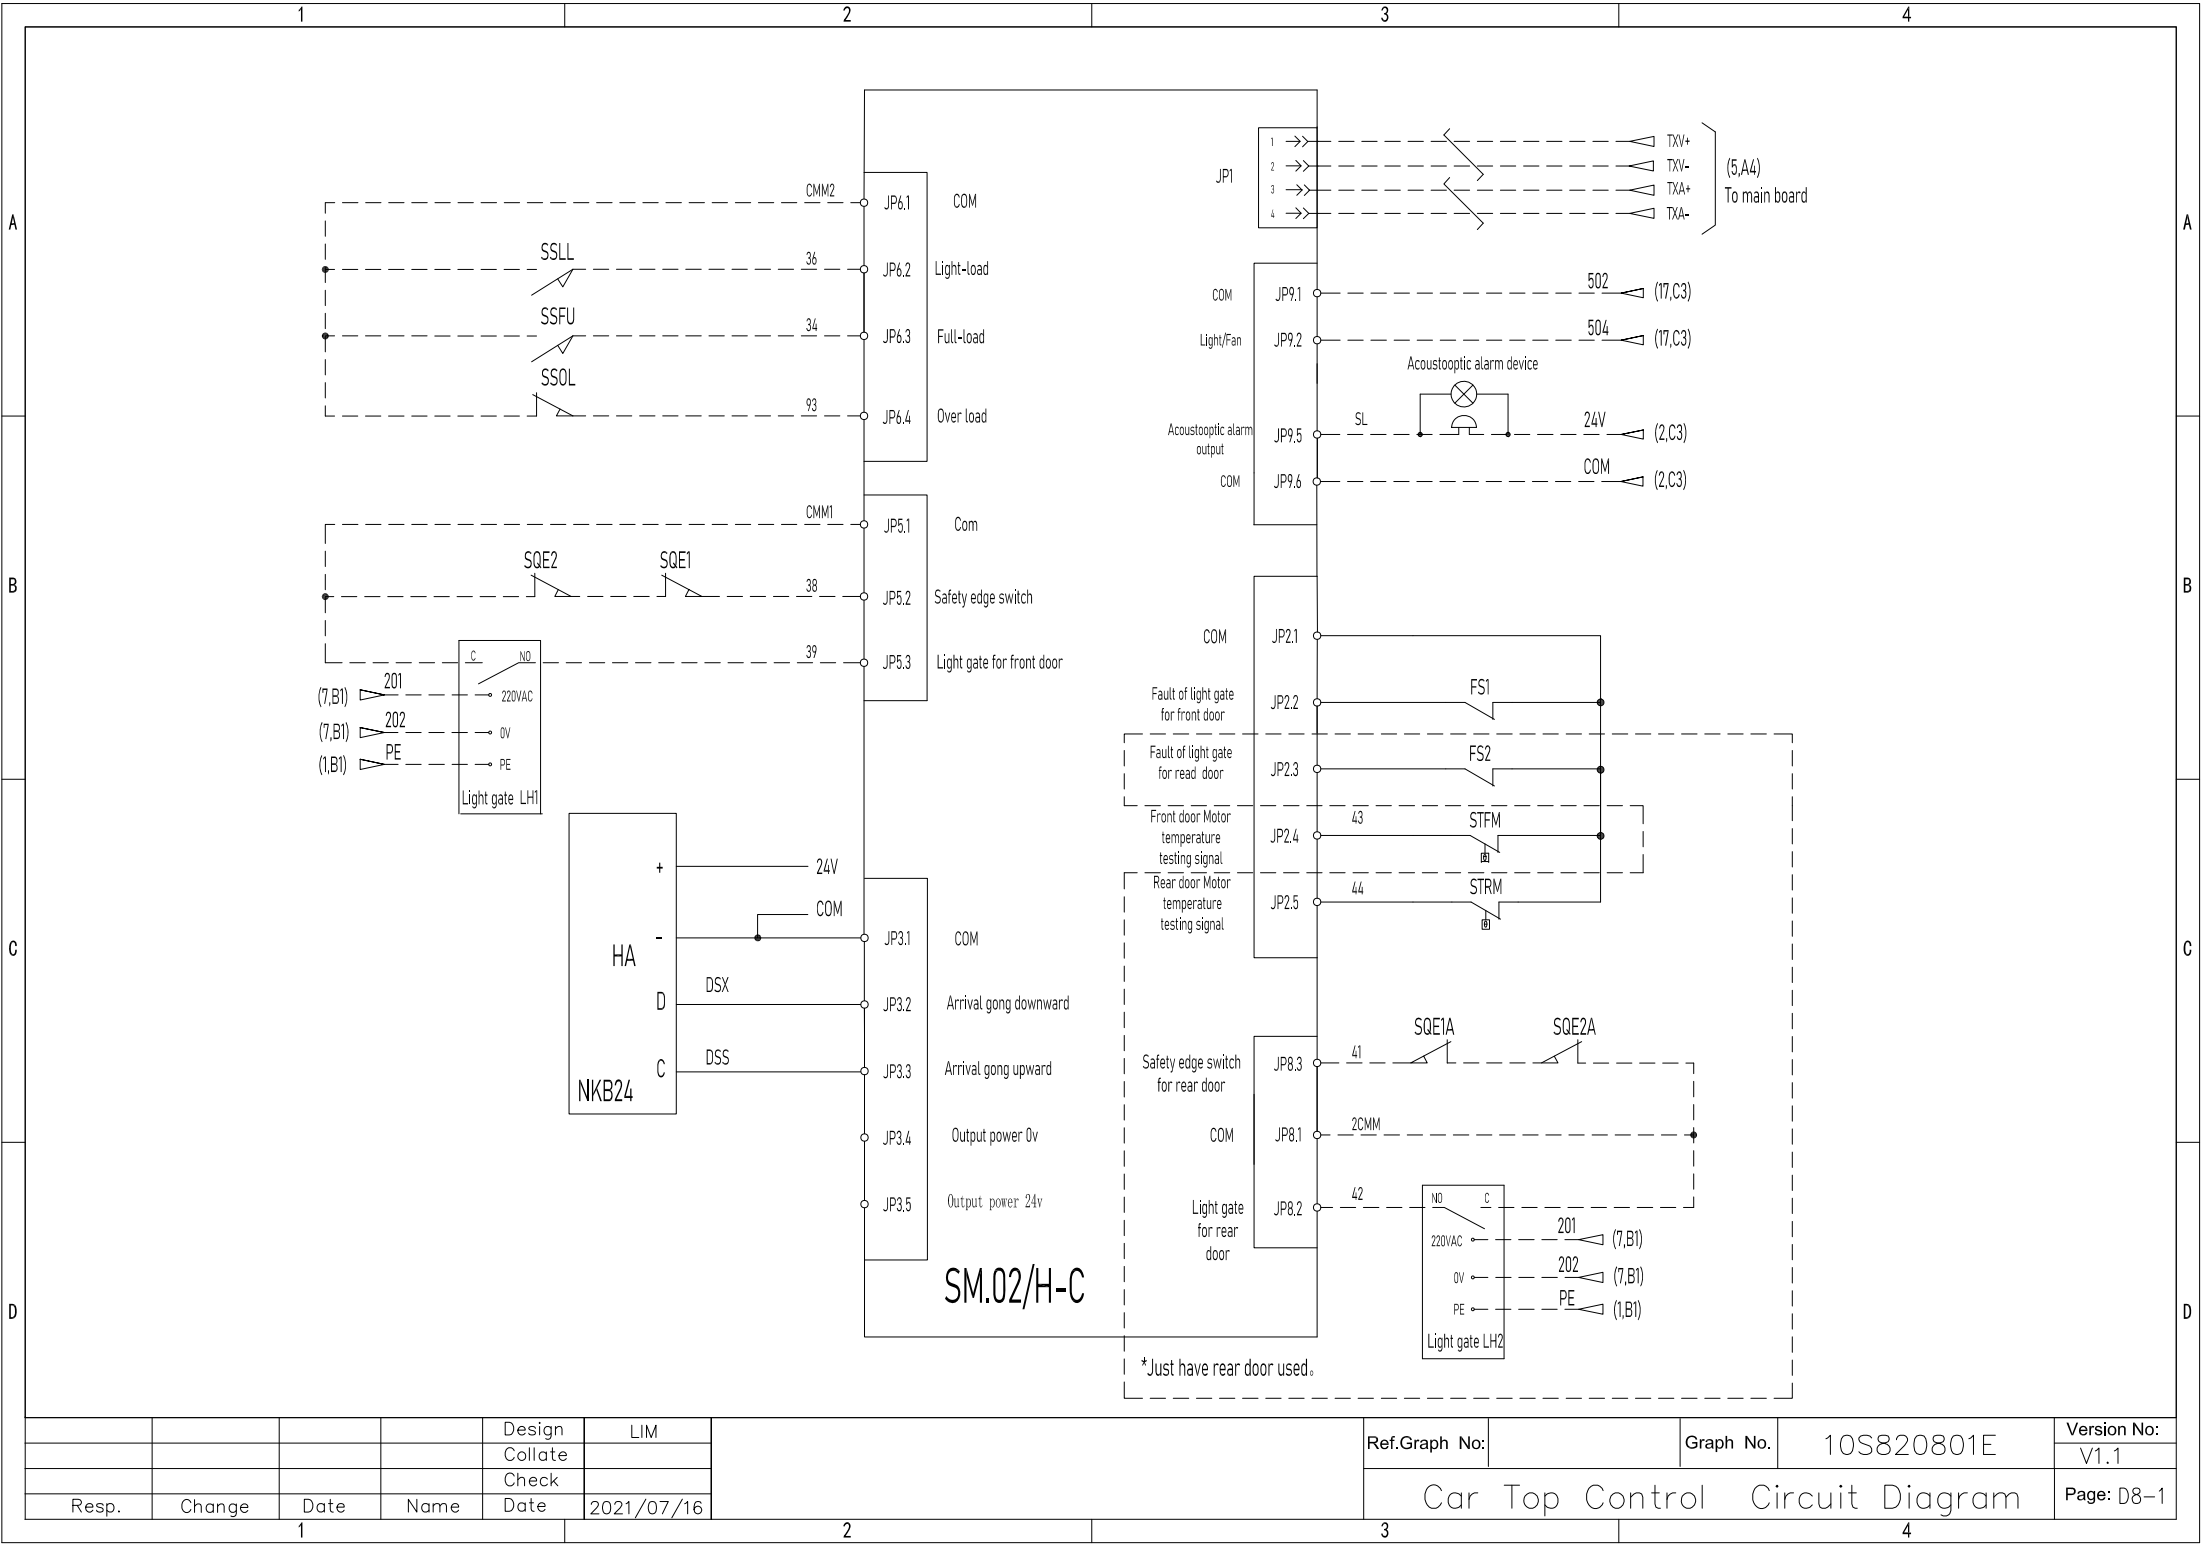 1
2
3
4
A
B
C
D
CMM2
JP6.1
COM
SSLL
36
JP6.2
Light-load
SSFU
34
JP6.3
Full-load
SSOL
93
JP6.4
Over load
CMM1
JP5.1
Com
SQE2
SQE1
38
JP5.2
Safety edge switch
39
JP5.3
Light gate for front door
C
NO
(7,B1)
201
220VAC
(7,B1)
202
0V
(1,B1)
PE
PE
Light gate LH1
HA
NKB24
+
24V
COM
-
JP3.1
COM
D
DSX
JP3.2
Arrival gong downward
C
DSS
JP3.3
Arrival gong upward
JP3.4
Output power 0v
JP3.5
Output power 24v
SM.02/H-C
JP1
1
2
3
4
TXV+
TXV-
TXA+
TXA-
(5,A4)
To main board
COM
JP9.1
502
(17,C3)
Light/Fan
JP9.2
504
(17,C3)
Acoustooptic alarm device
Acoustooptic alarm
output
JP9.5
SL
24V
(2,C3)
COM
JP9.6
COM
(2,C3)
COM
JP2.1
Fault of light gate
for front door
JP2.2
FS1
Fault of light gate
for read door
JP2.3
FS2
Front door Motor
temperature
testing signal
JP2.4
43
STFM
Rear door Motor
temperature
testing signal
JP2.5
44
STRM
Safety edge switch
for rear door
JP8.3
41
SQE1A
SQE2A
COM
JP8.1
2CMM
Light gate
for rear
door
JP8.2
42
NO
C
220VAC
201
(7,B1)
0V
202
(7,B1)
PE
PE
(1,B1)
Light gate LH2
*Just have rear door used。
A
B
C
D
Design
LIM
Collate
Check
Resp.
Change
Date
Name
Date
2021/07/16
Ref.Graph No:
Graph No.
10S820801E
Version No:
V1.1
Car Top Control Circuit Diagram
Page: D8-1
1
2
3
4